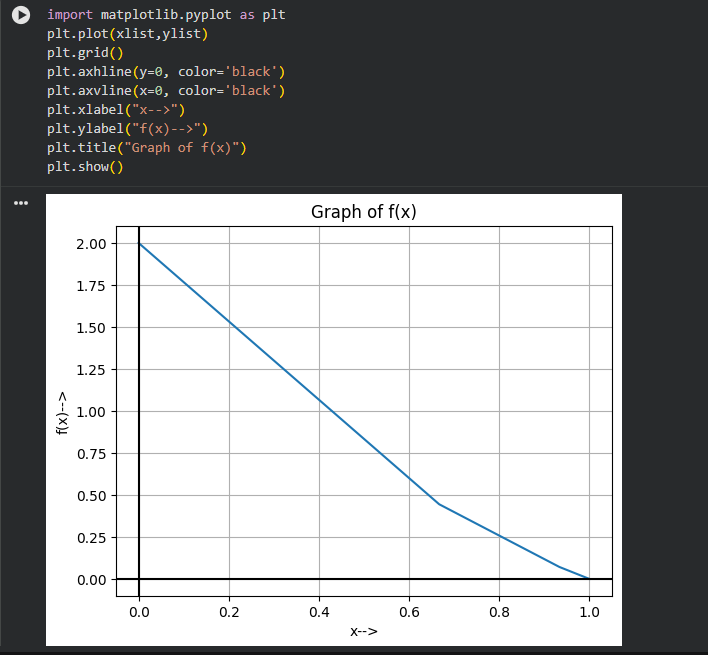 import matplotlib.pyplot as plt
plt.plot(xlist,ylist)
plt.grid()
plt.axhline(y=0, color='black')
plt.axvline(x=0, color='black')
plt.xlabel("x-->")
plt.ylabel("f(x)-->")
plt.title("Graph of f(x)")
plt.show()
Graph of f(x)
2.00
1.75
1.50
1.25
1.00
0.75
0.50
0.25
0.00
f(x)-->
0.0 0.2 0.4 0.6 0.8 1.0
x-->